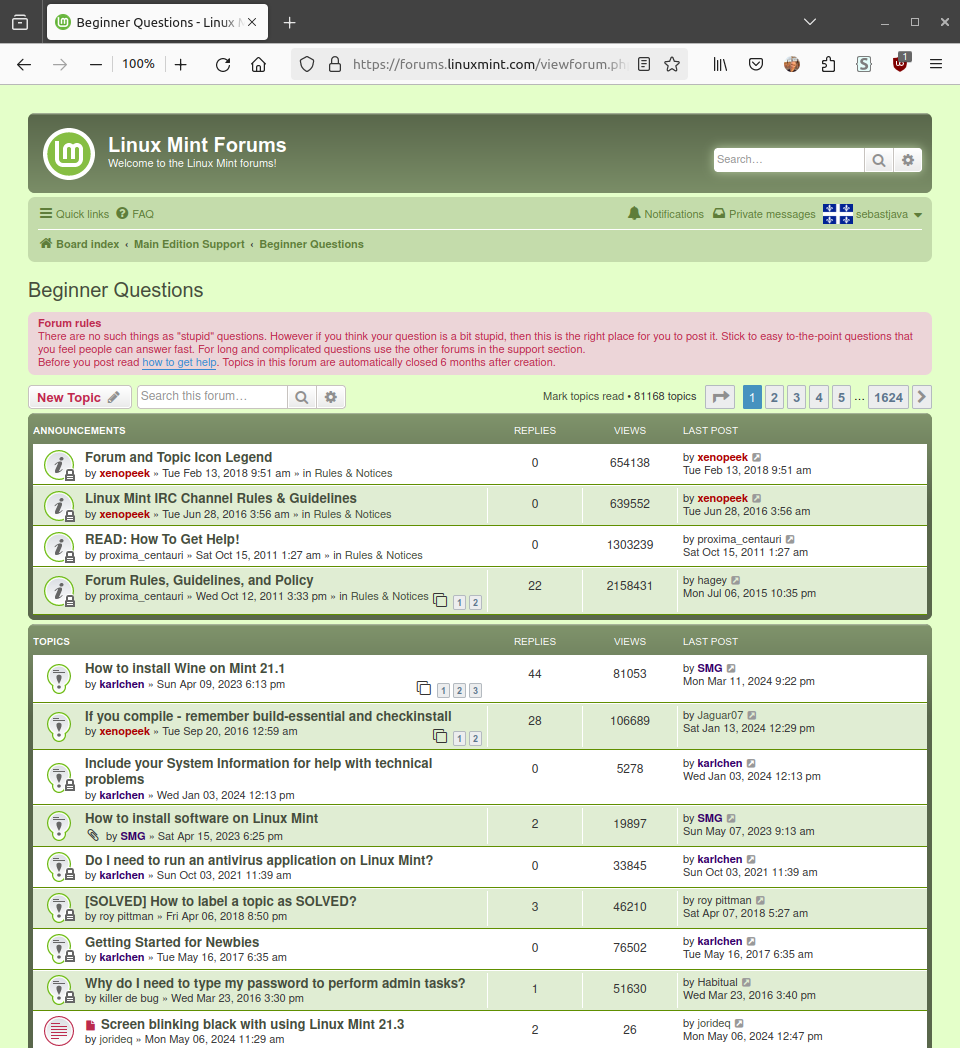 Beginner Questions - Linux M
100%
https://forums.linuxmint.com/viewforum.ph
1
Linux Mint Forums
Welcome to the Linux Mint forums!
Search…
Quick links FAQ Notifications Private messages sebastjava
Board index ‹ Main Edition Support ‹ Beginner Questions
Beginner Questions
Forum rules
There are no such things as "stupid" questions. However if you think your question is a bit stupid, then this is the right place for you to post it. Stick to easy to-the-point questions that
you feel people can answer fast. For long and complicated questions use the other forums in the support section.
Before you post read how to get help. Topics in this forum are automatically closed 6 months after creation.
New Topic Search this forum… Mark topics read • 81168 topics 1 2 3 4 5 … 1624
ANNOUNCEMENTS REPLIES VIEWS LAST POST
Forum and Topic Icon Legend 0 654138 by xenopeek
by xenopeek » Tue Feb 13, 2018 9:51 am » in Rules & Notices Tue Feb 13, 2018 9:51 am
Linux Mint IRC Channel Rules & Guidelines 0 639552 by xenopeek
by xenopeek » Tue Jun 28, 2016 3:56 am » in Rules & Notices Tue Jun 28, 2016 3:56 am
READ: How To Get Help! 0 1303239 by proxima_centauri
by proxima_centauri » Sat Oct 15, 2011 1:27 am » in Rules & Notices Sat Oct 15, 2011 1:27 am
Forum Rules, Guidelines, and Policy 22 2158431 by hagey
by proxima_centauri » Wed Oct 12, 2011 3:33 pm » in Rules & Notices 1 2 Mon Jul 06, 2015 10:35 pm
TOPICS REPLIES VIEWS LAST POST
How to install Wine on Mint 21.1 44 81053 by SMG
by karlchen » Sun Apr 09, 2023 6:13 pm 1 2 3 Mon Mar 11, 2024 9:22 pm
If you compile - remember build-essential and checkinstall 28 106689 by Jaguar07
by xenopeek » Tue Sep 20, 2016 12:59 am 1 2 Sat Jan 13, 2024 12:29 pm
Include your System Information for help with technical 0 5278 by karlchen
problems Wed Jan 03, 2024 12:13 pm
by karlchen » Wed Jan 03, 2024 12:13 pm
How to install software on Linux Mint 2 19897 by SMG
by SMG » Sat Apr 15, 2023 6:25 pm Sun May 07, 2023 9:13 am
Do I need to run an antivirus application on Linux Mint? 0 33845 by karlchen
by karlchen » Sun Oct 03, 2021 11:39 am Sun Oct 03, 2021 11:39 am
[SOLVED] How to label a topic as SOLVED? 3 46210 by roy pittman
by roy pittman » Fri Apr 06, 2018 8:50 pm Sat Apr 07, 2018 5:27 am
Getting Started for Newbies 0 76502 by karlchen
by karlchen » Tue May 16, 2017 6:35 am Tue May 16, 2017 6:35 am
Why do I need to type my password to perform admin tasks? 1 51630 by Habitual
by killer de bug » Wed Mar 23, 2016 3:30 pm Wed Mar 23, 2016 3:40 pm
Screen blinking black with using Linux Mint 21.3 2 26 by jorideq
by jorideq » Mon May 06, 2024 11:29 am Mon May 06, 2024 12:47 pm